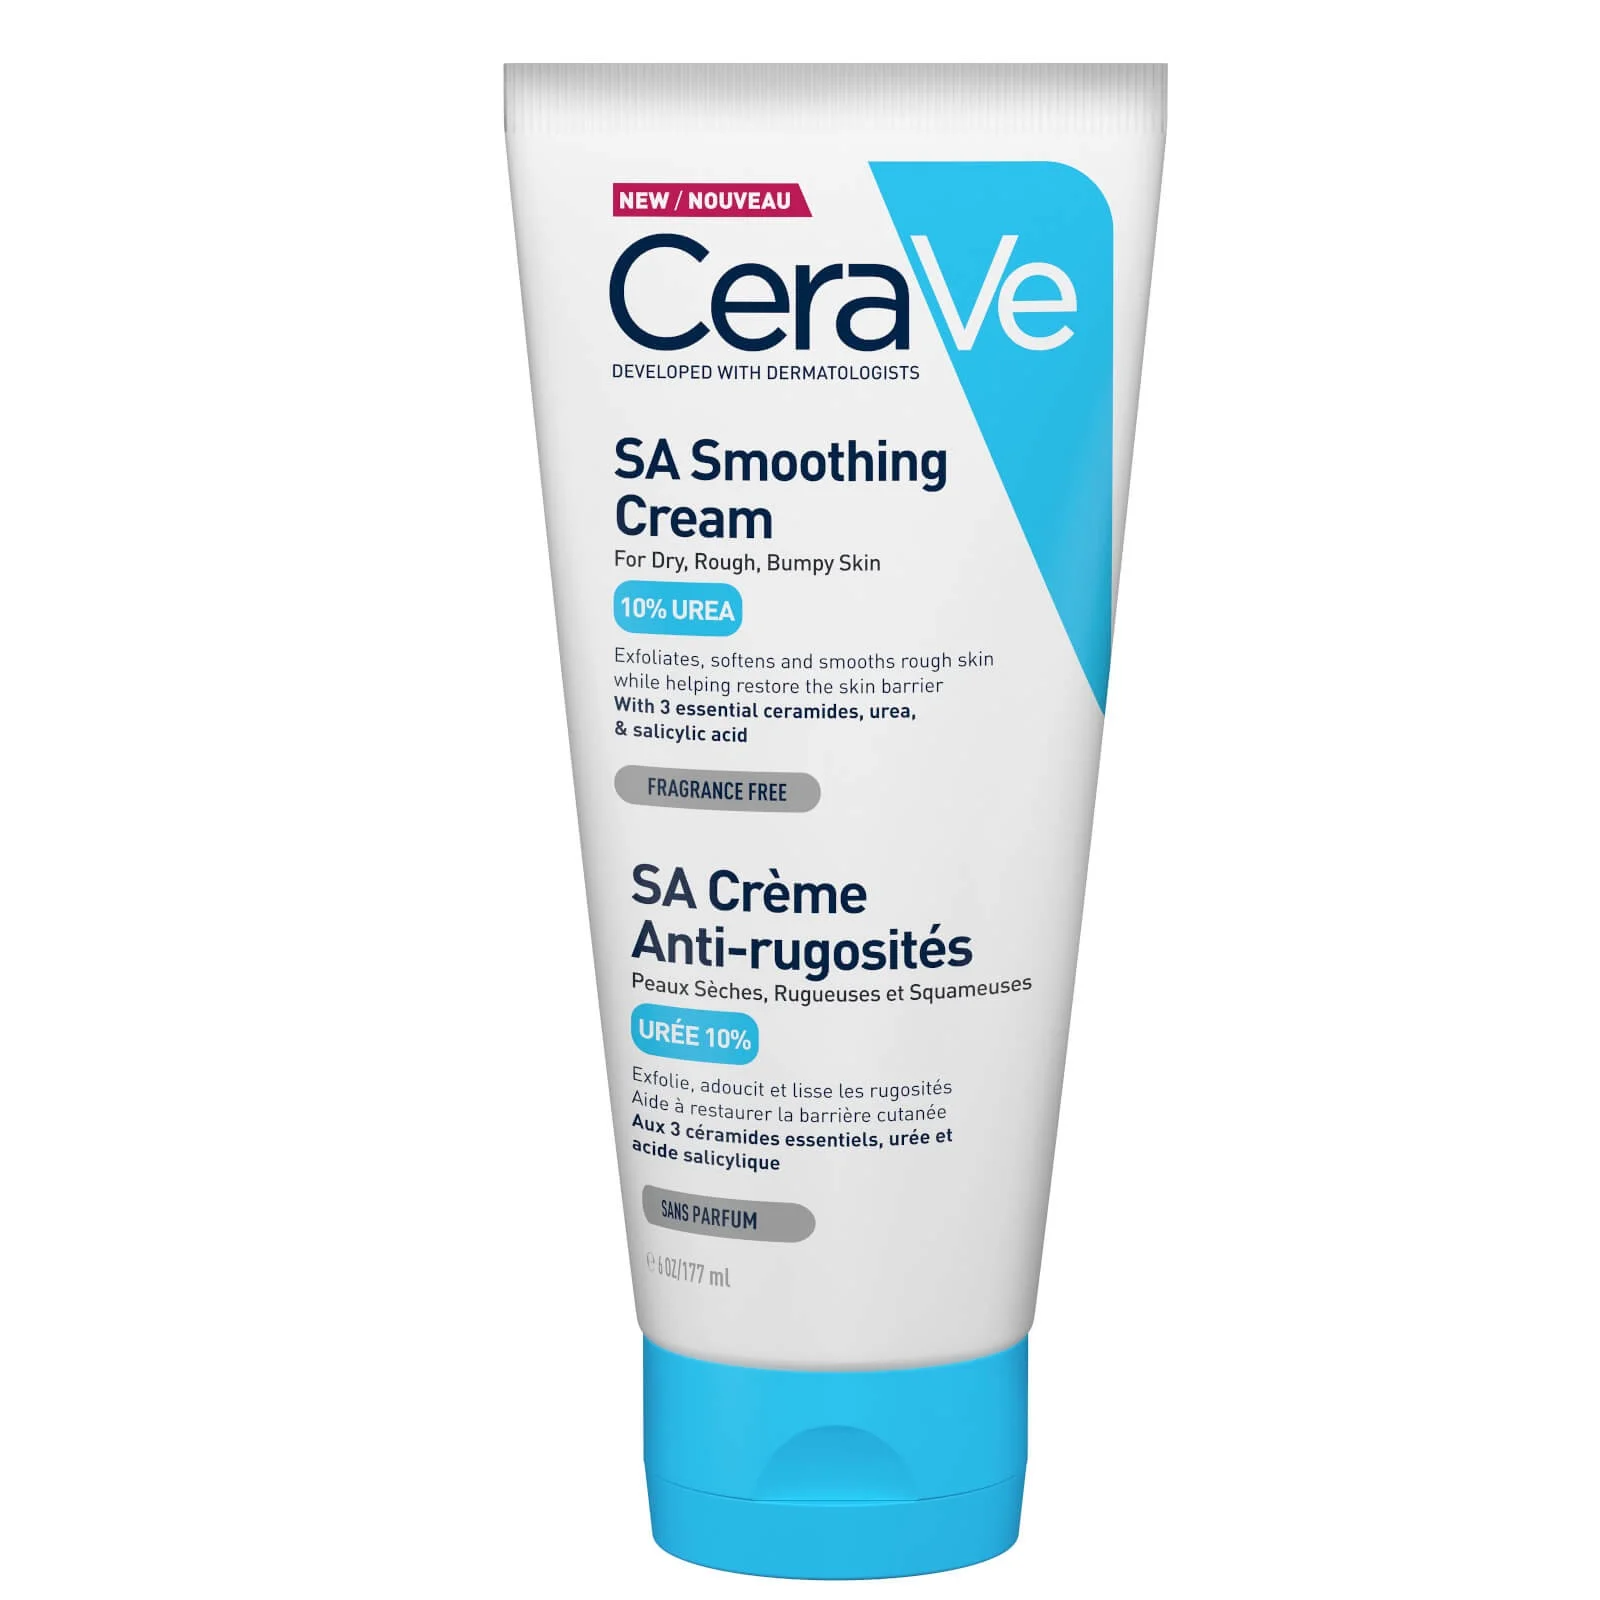 NEW / NOUVEAU
CeraVe
DEVELOPED WITH DERMATOLOGISTS
SA Smoothing
Cream
For Dry, Rough, Bumpy Skin
10% UREA
Exfoliates, softens and smooths rough skin
while helping restore the skin barrier
With 3 essential ceramides, urea,
& salicylic acid
FRAGRANCE FREE
SA Crème
Anti-rugosités
Peaux Sèches, Rugueuses et Squameuses
URÉE 10%
Exfolie, adoucit et lisse les rugosités
Aide à restaurer la barrière cutanée
Aux 3 céramides essentiels, urée et
acide salicylique
SANS PARFUM
℮ 6 OZ/177 ml